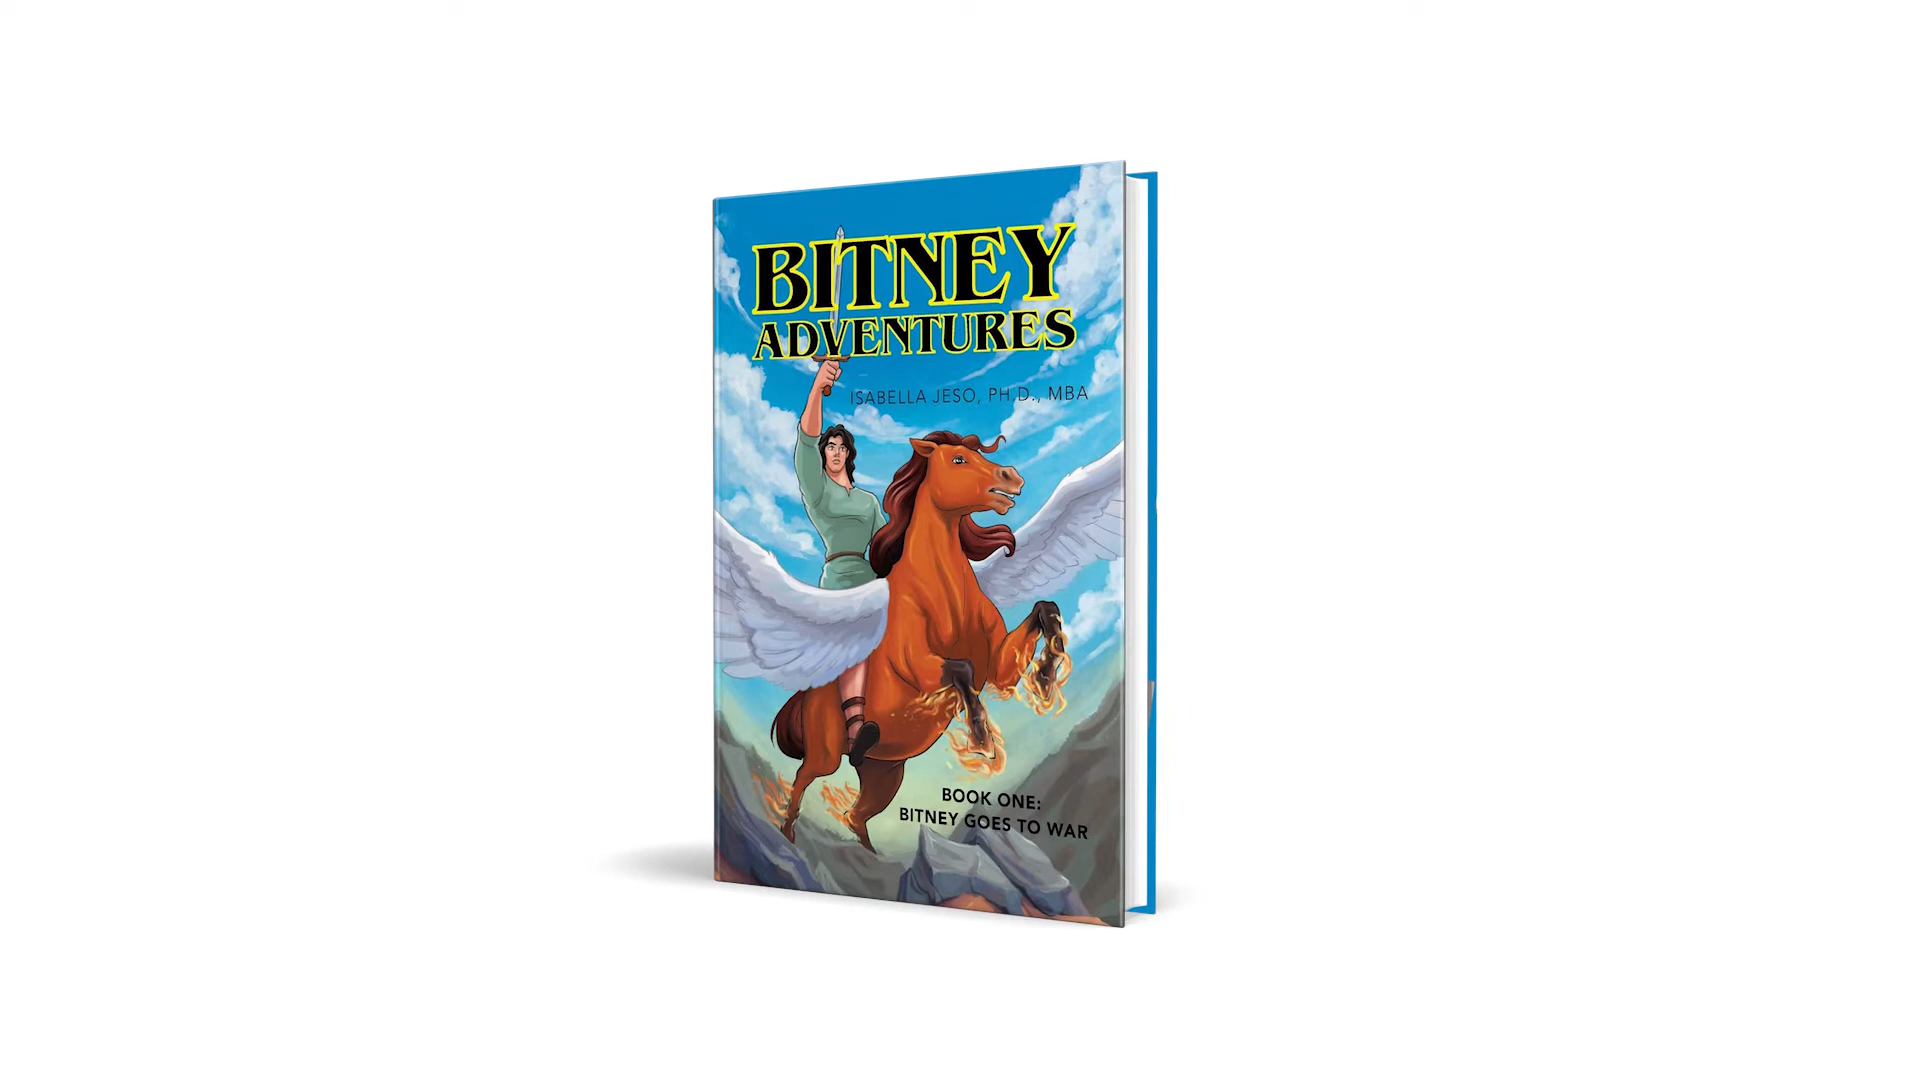 BITNEY
ADVENTURES
ISABELLA JESO, PH.D., MBA
BOOK ONE:
BITNEY GOES TO WAR